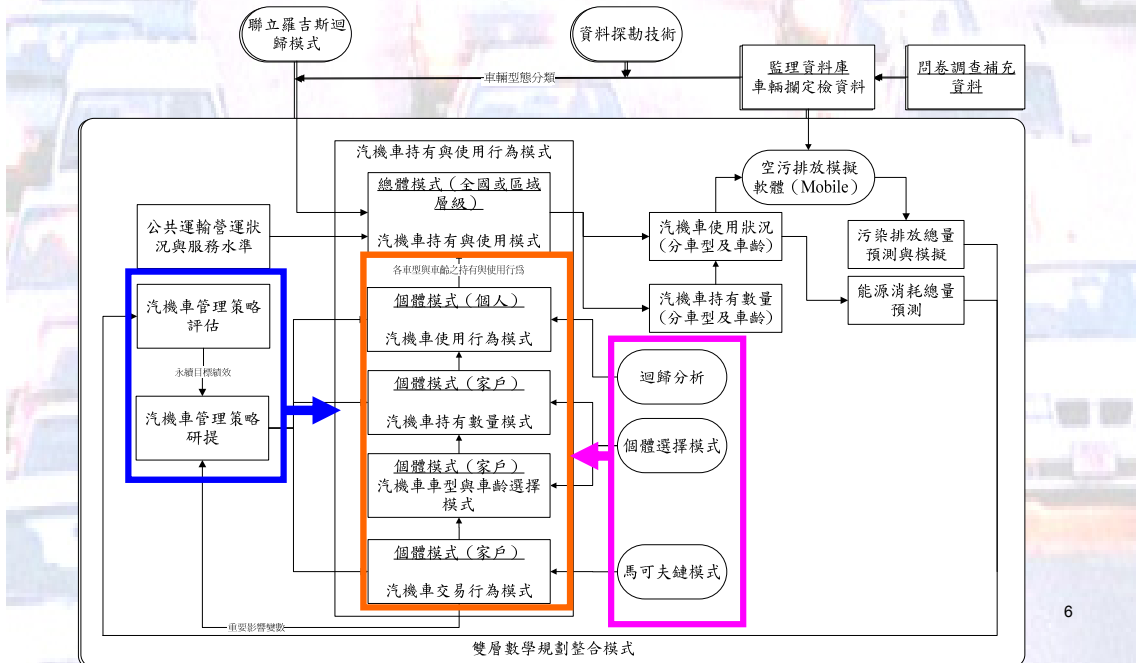 聯立羅吉斯迴
歸模式
資料探勘技術
車輛型態分類
監理資料庫
車輛攔定檢資料
問卷調查補充
資料
汽機車持有與使用行為模式
總體模式（全國或區域
層級）
汽機車持有與使用模式
空污排放模擬
軟體（Mobile）
公共運輸營運狀
況與服務水準
汽機車使用狀況
(分車型及車齡)
污染排放總量
預測與模擬
各車型與車齡之持有與使用行為
汽機車管理策略
評估
個體模式（個人）
汽機車使用行為模式
汽機車持有數量
(分車型及車齡)
能源消耗總量
預測
永續目標績效
個體模式（家戶）
汽機車持有數量模式
迴歸分析
汽機車管理策略
研提
個體選擇模式
個體模式（家戶）
汽機車車型與車齡選擇
模式
個體模式（家戶）
汽機車交易行為模式
馬可夫鏈模式
重要影響變數
雙層數學規劃整合模式
6